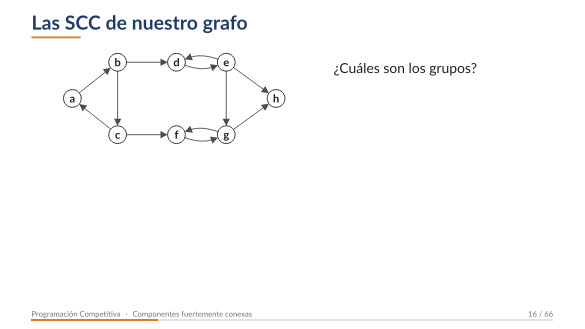 Las SCC de nuestro grafo
b
d
e
¿Cuáles son los grupos?
a
h
c
f
g
Programación Competitiva · Componentes fuertemente conexas
16 / 66